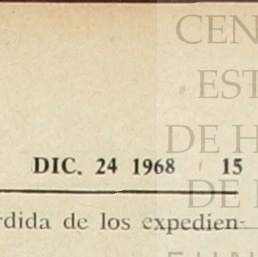 CEN
EST
DE H
DIC. 24 1968 15
DE
rdida de los expedien-